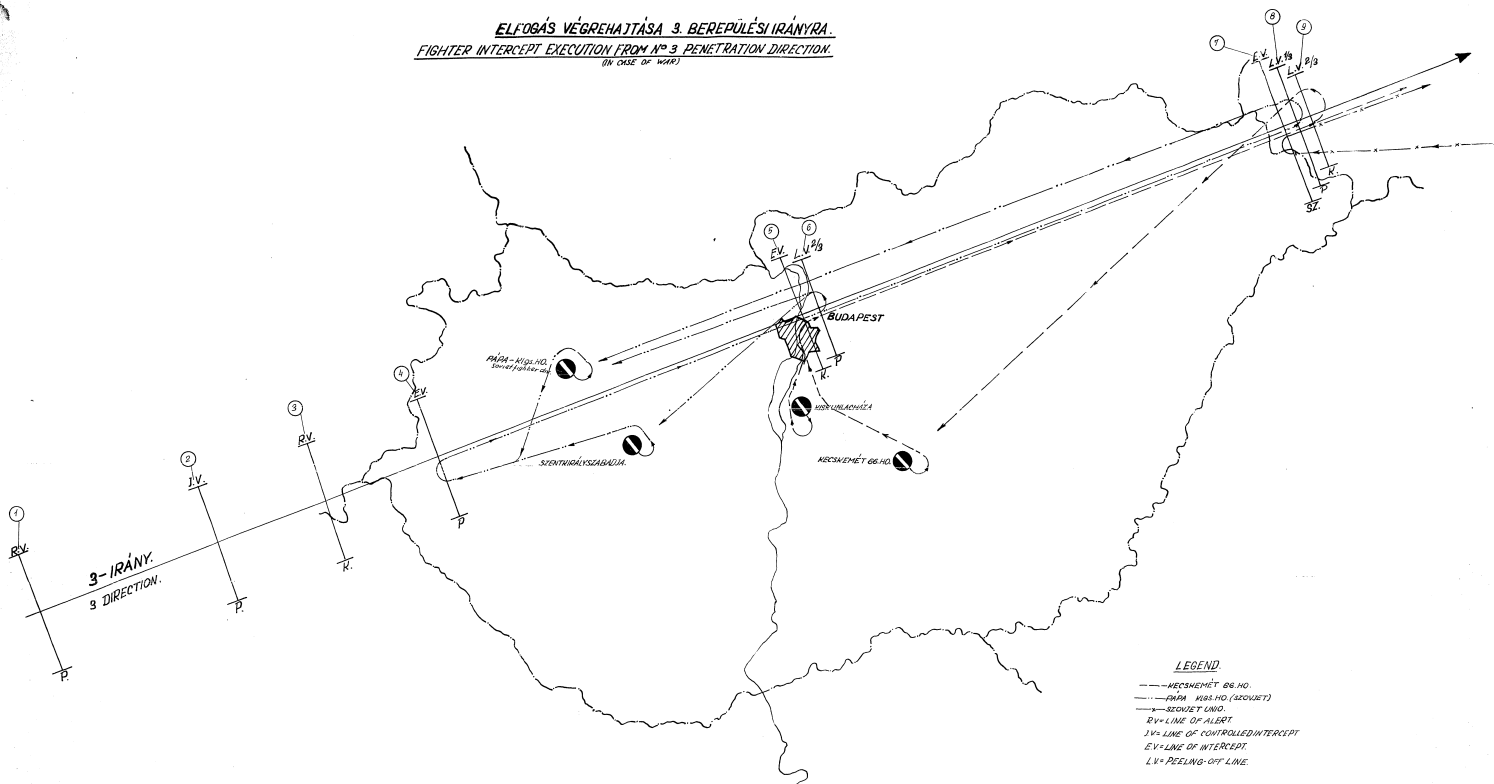 ELFOGÁS VÉGREHAJTÁSA 3. BEREPÜLÉSI IRÁNYRA.
FIGHTER INTERCEPT EXECUTION FROM Nº 3 PENETRATION DIRECTION.
(IN CASE OF WAR)
7
8
9
E.V.
L.V. 1/3
L.V. 2/3
K.
P
SZ.
5
6
E.V.
L.V. 2/3
BUDAPEST
P
K.
PÁPA-
Soviet fighter div.
4
E.V.
KISKUNLACHÁZA
3
R.V.
SZENTKIRÁLYSZABADJA.
KECSKEMÉT 66.HO.
2
J.V.
P
1
R.V.
K.
3-IRÁNY.
3 DIRECTION.
P.
P.
LEGEND.
KECSKEMÉT 66.HO.
PÁPA HO.(SZOVJET)
SZOVJET UNIO.
R.V= LINE OF ALERT
J.V= LINE OF CONTROLLED INTERCEPT
E.V= LINE OF INTERCEPT.
L.V= PEELING-OFF LINE.